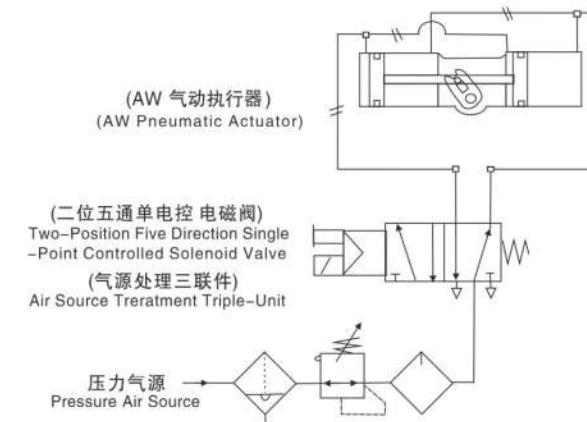 (AW 气动执行器)
(AW Pneumatic Actuator)
(二位五通单电控 电磁阀)
Two-Position Five Direction Single
-Point Controlled Solenoid Valve
(气源处理三联件)
Air Source Treratment Triple-Unit
压力气源
Pressure Air Source